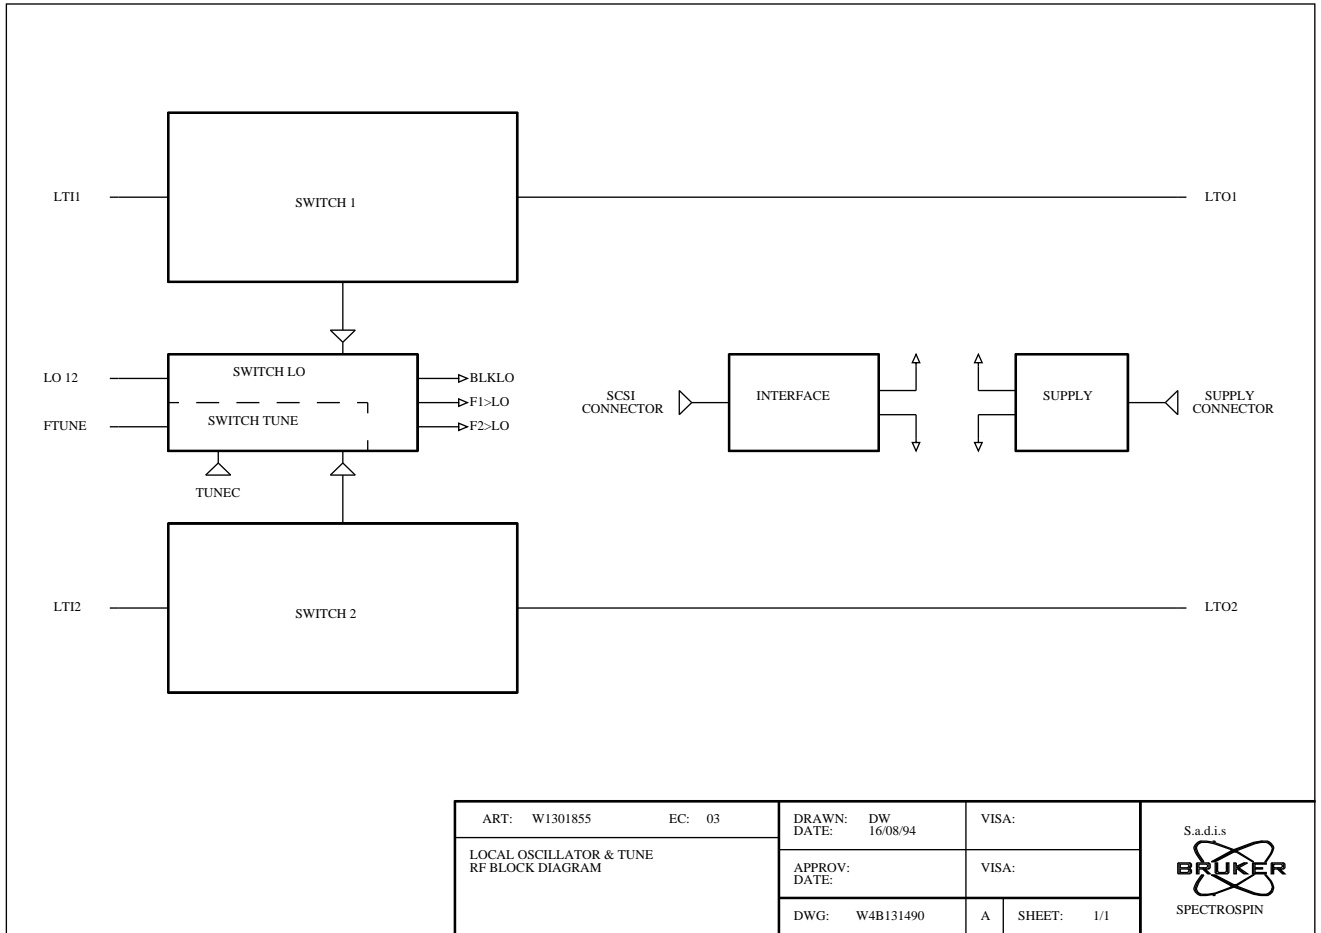 LTI1
SWITCH 1
LTO1
SWITCH LO
LO 12
BLKLO
F1>LO
SWITCH TUNE
FTUNE
F2>LO
TUNEC
SCSI
CONNECTOR
INTERFACE
SUPPLY
SUPPLY
CONNECTOR
LTI2
SWITCH 2
LTO2
ART: W1301855 EC: 03
LOCAL OSCILLATOR & TUNE
RF BLOCK DIAGRAM
DRAWN: DW
DATE: 16/08/94
VISA:
APPROV:
DATE:
VISA:
DWG: W4B131490 A SHEET: 1/1
S.a.d.i.s
BRUKER
SPECTROSPIN